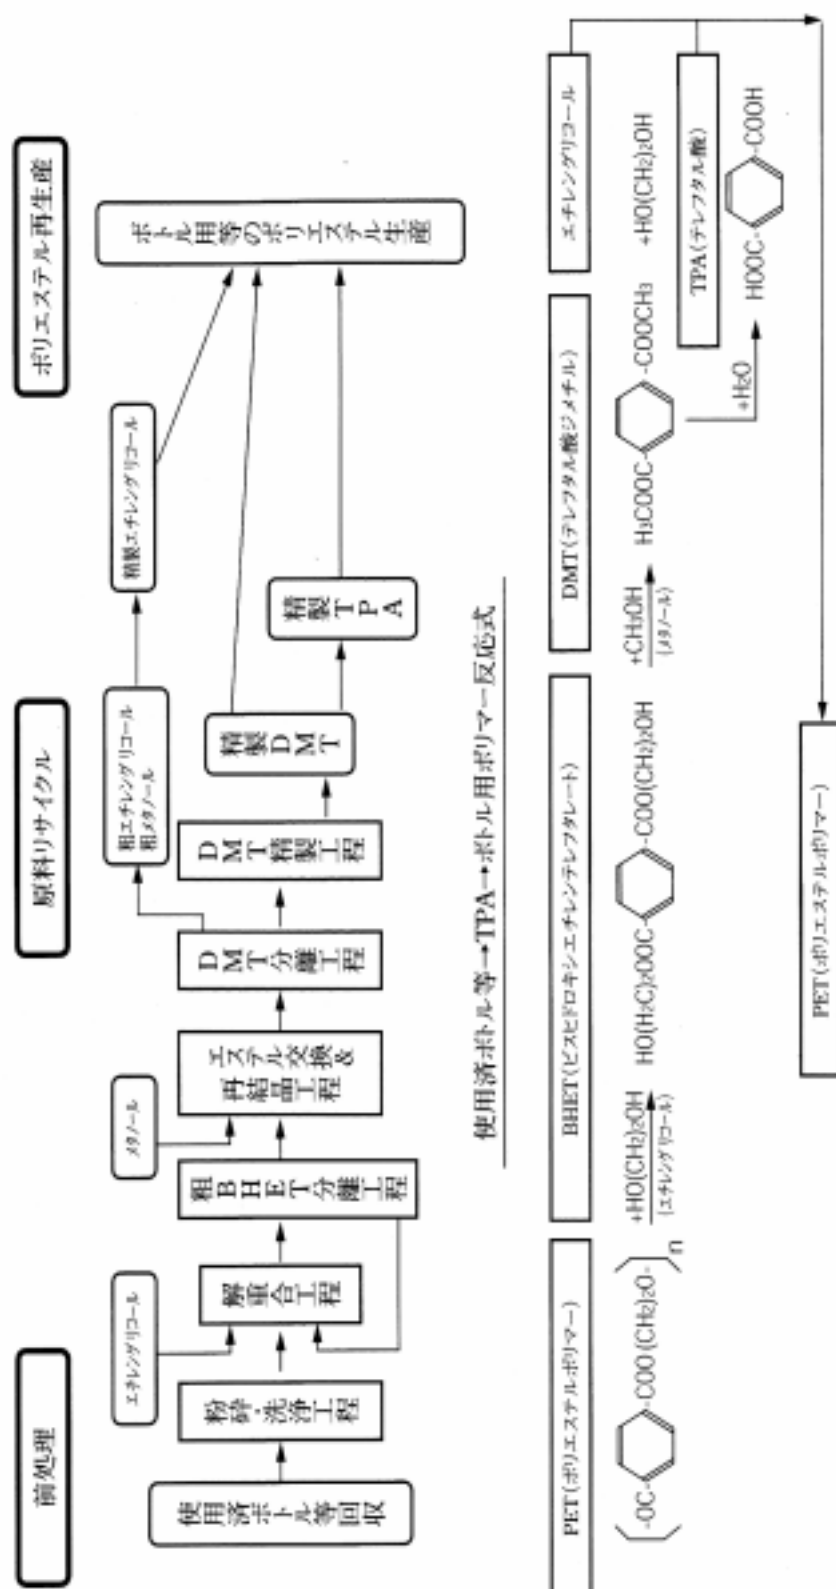 前処理
原料リサイクル
ポリエステル再生産
使用済ボトル等回収
粉砕・洗浄工程
エチレングリコール
解重合工程
粗BHET分離工程
メタノール
エステル交換&
再結晶工程
DMT分離工程
粗エチレングリコール
粗メタノール
DMT精製工程
精製DMT
精製TPA
精製エチレングリコール
ボトル用等のポリエステル生産
使用済ボトル等→TPA→ボトル用ポリマー反応式
PET(ポリエステルポリマー)
BHET(ビスヒドロキシエチレンテレフタレート)
DMT(テレフタル酸ジメチル)
エチレングリコール
-OC-
-COO(CH2)2O-
n
+HO(CH2)2OH
(エチレングリコール)
HO(H2C)2OOC-
-COO(CH2)2OH
+CH3OH
(メタノール)
H3COOC-
-COOCH3
+HO(CH2)2OH
TPA(テレフタル酸)
+H2O
HOOC-
-COOH
PET(ポリエステルポリマー)